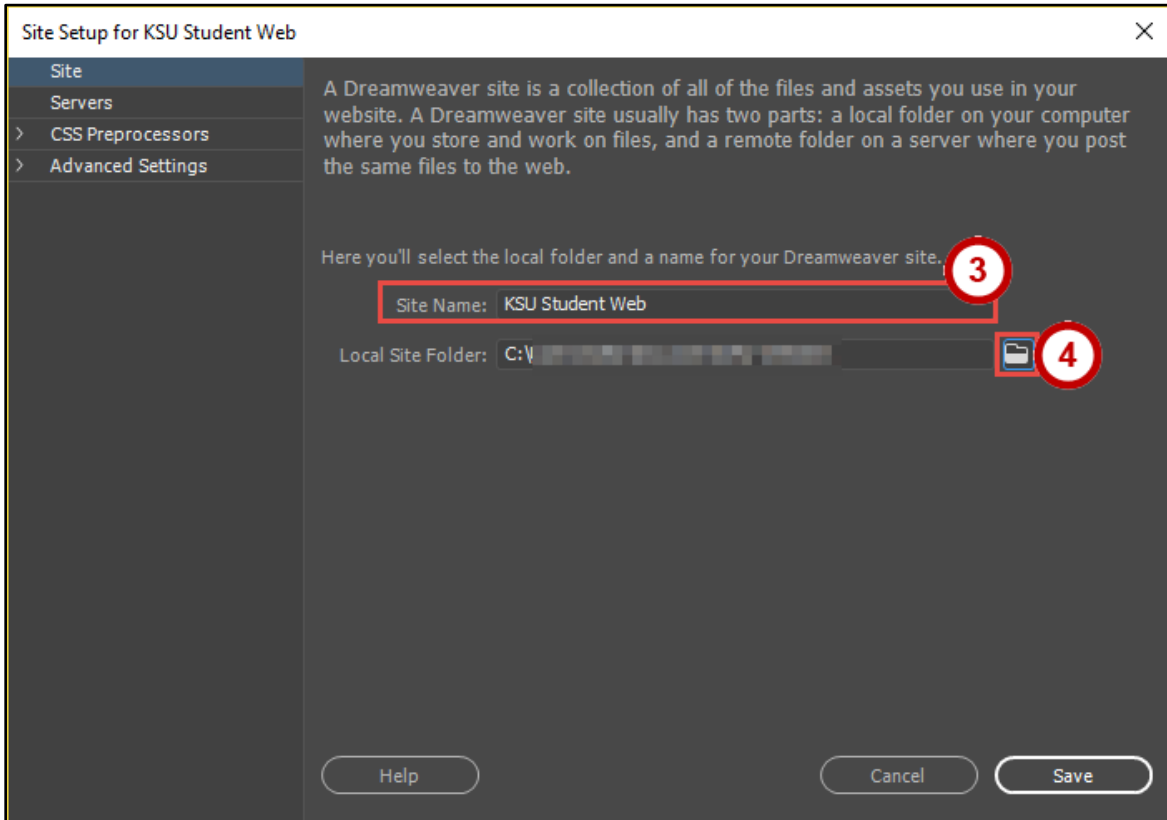 Site Setup for KSU Student Web
Site
Servers
CSS Preprocessors
Advanced Settings
A Dreamweaver site is a collection of all of the files and assets you use in your
website. A Dreamweaver site usually has two parts: a local folder on your computer
where you store and work on files, and a remote folder on a server where you post
the same files to the web.
Here you'll select the local folder and a name for your Dreamweaver site.
3
Site Name: KSU Student Web
Local Site Folder: C:\
4
Help
Cancel
Save